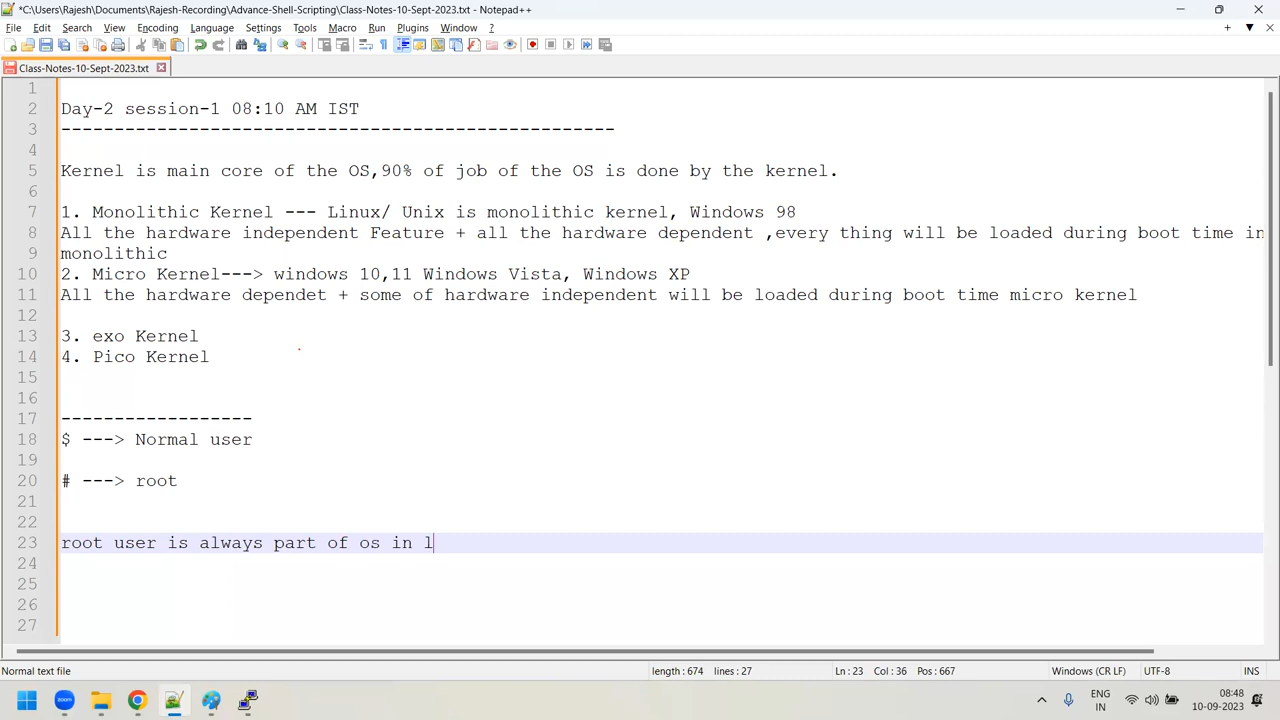 *C:\Users\Rajesh\Documents\Rajesh-Recording\Advance-Shell-Scripting\Class-Notes-10-Sept-2023.txt - Notepad++
File Edit Search View Encoding Language Settings Tools Macro Run Plugins Window ?
Class-Notes-10-Sept-2023.txt
1
2 Day-2 session-1 08:10 AM IST
3 ----------------------------------------------------
4
5 Kernel is main core of the OS,90% of job of the OS is done by the kernel.
6
7 1. Monolithic Kernel --- Linux/ Unix is monolithic kernel, Windows 98
8 All the hardware independent Feature + all the hardware dependent ,every thing will be loaded during boot time in
9 monolithic
10 2. Micro Kernel---> windows 10,11 Windows Vista, Windows XP
11 All the hardware dependet + some of hardware independent will be loaded during boot time micro kernel
12
13 3. exo Kernel
14 4. Pico Kernel
15
16
17 ------------------
18 $ ---> Normal user
19
20 # ---> root
21
22
23 root user is always part of os in l
24
25
26
27
Normal text file length : 674 lines : 27 Ln : 23 Col : 36 Pos : 667 Windows (CR LF) UTF-8 INS
ENG
IN
08:48
10-09-2023